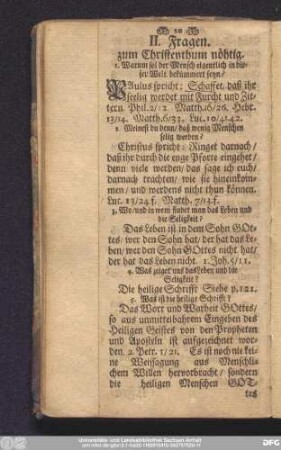 II. Fragen.
zum Christenthum nöhtig.
1. Warum sol der Mensch eigentlich in die-
ser Welt bekümmert seyn/
PAulus spricht: Schaffet, daß ihr
seelig werdet mit Furcht und Zit-
tern Phil. 2/12 Matth. 16/26. Hebr.
13/14. Matth. 6/33. Luc. 10/41.42.
2 Meinest du denn/ daß wenig Menschen
selig werden/
Christus spricht: Ringet darnach/
daß ihr durch die enge Pforte eingehet/
denn viele werden/ das sage ich euch/
darnach trachten, wie sie hineinkom-
men/ und werdens nicht thun können.
Luc. 13/24.f. Matth. 7/13.f.
3. Wo/ und in wem findet man das Leben und
die Seligkeit?
Das Leben ist in dem Sohn GOt-
tes/ wer den Sohn hat/ der hat das Le-
ben/ wer den Sohn GOttes nicht hat/
der hat das Leben nicht. 1. Joh. 5/11.
4. Was zeiget uns das Leben und die
Seligkeit?
Die heilige Schrifft Siehe p. 121.
5. Was ist die heilige Schrifft?
Das Wort und Warheit GOttes/
so aus unmittelbahrem Eingeben des
Heiligen Geistes von den Propheten
und Aposteln ist aufgezeichnet wor-
den. 2. Petr. 1/21. Es ist noch nie kei-
ne Weissagung aus Menschli-
chem Willen hervorbracht/ sondern
die heiligen Menschen GOT-
tes
Universitäts- und Landesbibliothek Sachsen-Anhalt
DFG